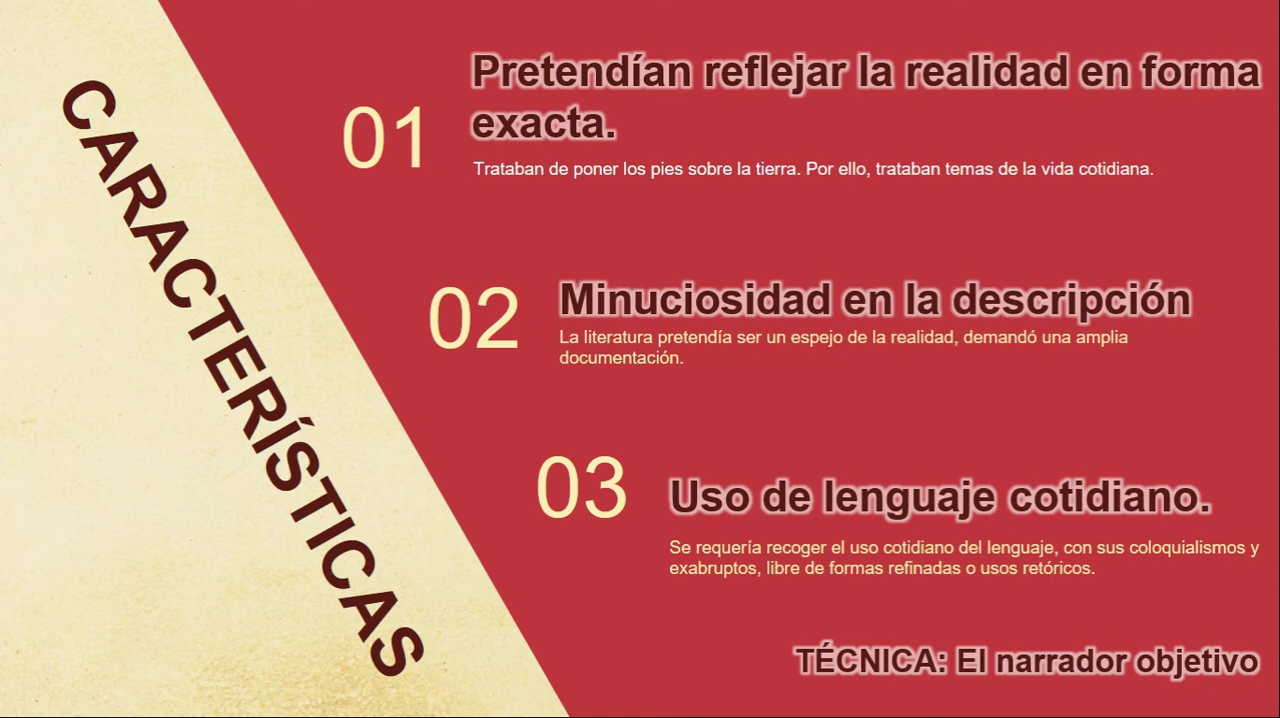 CARACTERÍSTICAS
01
Pretendían reflejar la realidad en forma
exacta.
Trataban de poner los pies sobre la tierra. Por ello, trataban temas de la vida cotidiana.
02
Minuciosidad en la descripción
La literatura pretendía ser un espejo de la realidad, demandó una amplia
documentación.
03
Uso de lenguaje cotidiano.
Se requería recoger el uso cotidiano del lenguaje, con sus coloquialismos y
exabruptos, libre de formas refinadas o usos retóricos.
TÉCNICA: El narrador objetivo